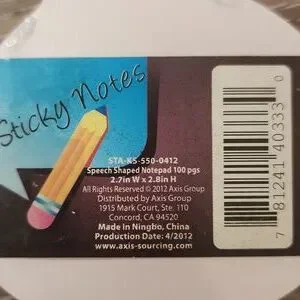 Sticky Notes
STA-KS-550-0412
Speech Shaped Notepad 100 pgs
2.7in W x 2.8in H
All Rights Reserved © 2012 Axis Group
Distributed by Axis Group
1915 Mark Court, Ste. 110
Concord, CA 94520
Made In Ningbo, China
Production Date: 4/2012
www.axis-sourcing.com
7 81241 40333 0